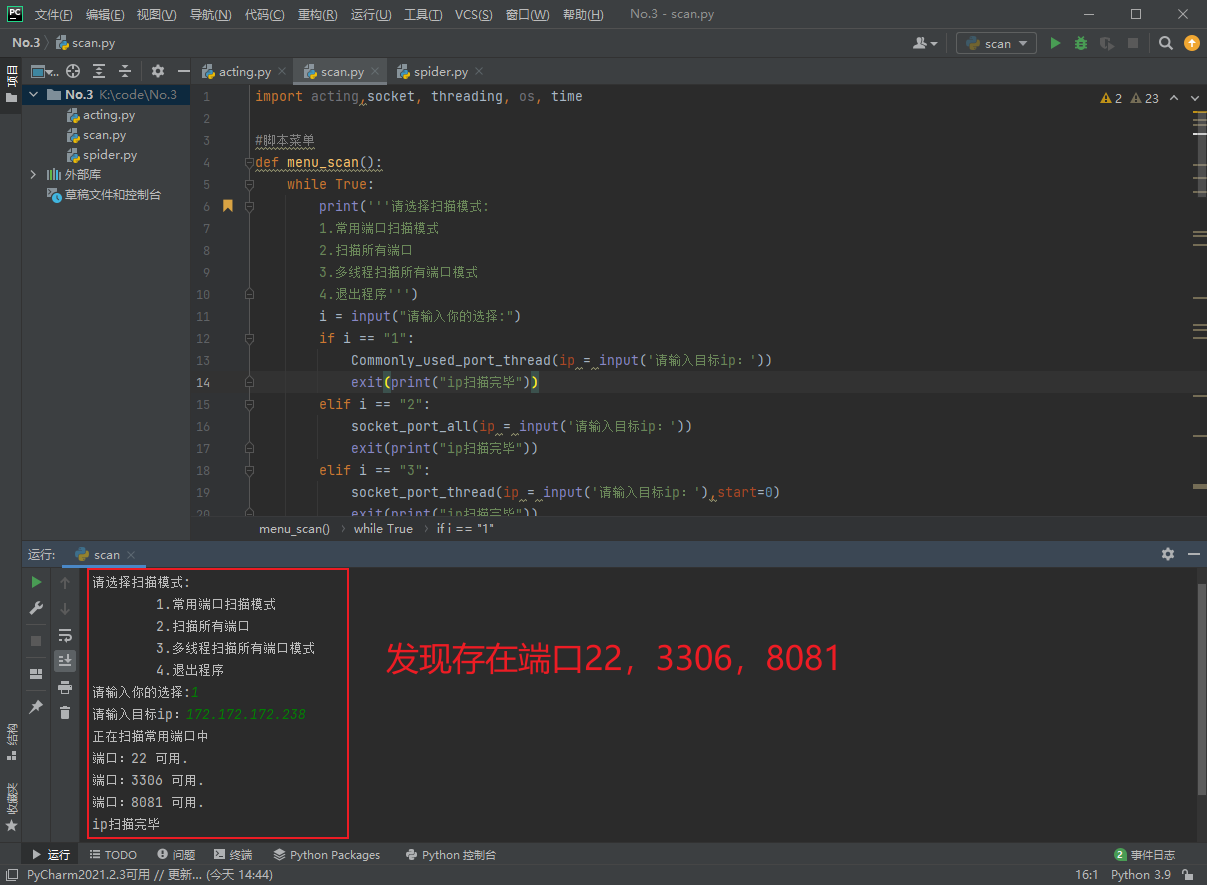 PC 文件(F) 编辑(E) 视图(V) 导航(N) 代码(C) 重构(R) 运行(U) 工具(T) VCS(S) 窗口(W) 帮助(H) No.3 - scan.py
No.3 scan.py scan
项目
acting.py scan.py spider.py
No.3 K:\code\No.3
acting.py
scan.py
spider.py
外部库
草稿文件和控制台
2 23
1 import acting,socket, threading, os, time
2
3 #脚本菜单
4 def menu_scan():
5 while True:
6 print('''请选择扫描模式:
7 1.常用端口扫描模式
8 2.扫描所有端口
9 3.多线程扫描所有端口模式
10 4.退出程序''')
11 i = input("请输入你的选择:")
12 if i == "1":
13 Commonly_used_port_thread(ip = input('请输入目标ip: '))
14 exit(print("ip扫描完毕"))
15 elif i == "2":
16 socket_port_all(ip = input('请输入目标ip: '))
17 exit(print("ip扫描完毕"))
18 elif i == "3":
19 socket_port_thread(ip = input('请输入目标ip: '),start=0)
20 exit(print("ip扫描完毕"))
menu_scan() while True if i == "1"
运行: scan
请选择扫描模式:
1.常用端口扫描模式
2.扫描所有端口
3.多线程扫描所有端口模式
4.退出程序
请输入你的选择:1
请输入目标ip: 172.172.172.238
正在扫描常用端口中
端口: 22 可用.
端口: 3306 可用.
端口: 8081 可用.
ip扫描完毕
发现存在端口22，3306，8081
结构
收藏夹
运行 TODO 问题 终端 Python Packages Python 控制台 2 事件日志
PyCharm2021.2.3可用 // 更新... (今天 14:44) 16:1 Python 3.9